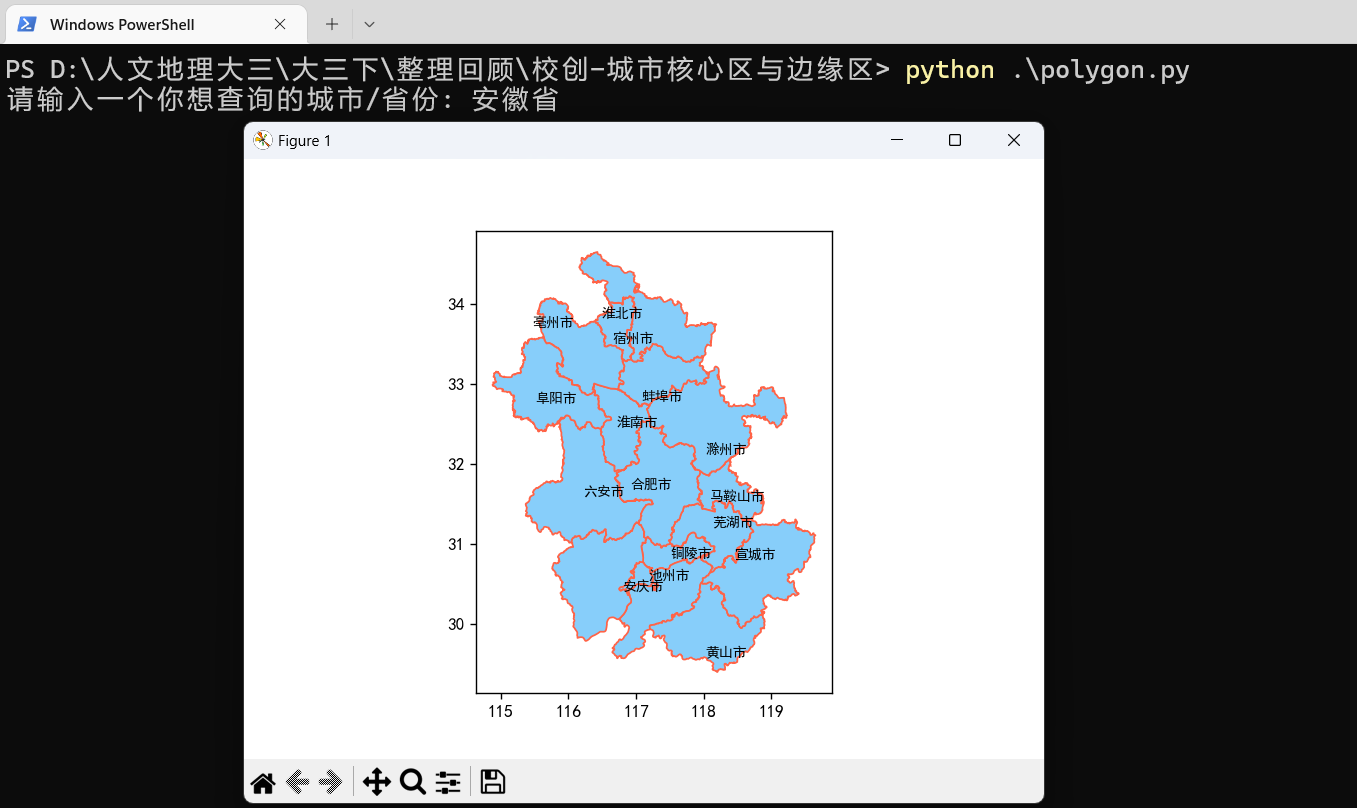 Windows PowerShell
PS D:\人文地理大三\大三下\整理回顾\校创-城市核心区与边缘区> python .\polygon.py
请输入一个你想查询的城市/省份: 安徽省
Figure 1
34
33
32
31
30
淮北市
亳州市
宿州市
蚌埠市
阜阳市
淮南市
滁州市
合肥市
六安市
马鞍山市
芜湖市
铜陵市
宣城市
池州市
安庆市
黄山市
115 116 117 118 119